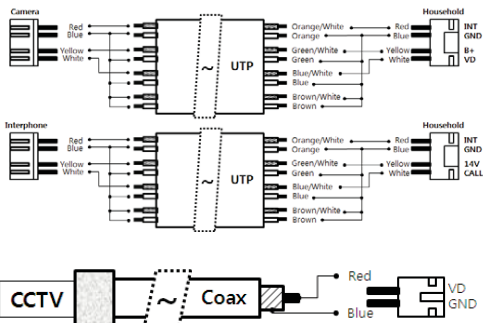 Camera
Household
Red
Blue
Yellow
White
~
UTP
Orange/White
Orange
Green/White
Green
Blue/White
Blue
Brown/White
Brown
Red
Blue
Yellow
White
INT
GND
B+
VD
Interphone
Household
Red
Blue
Yellow
White
~
UTP
Orange/White
Orange
Green/White
Green
Blue/White
Blue
Brown/White
Brown
Red
Blue
Yellow
White
INT
GND
14V
CALL
CCTV
~
Coax
Red
Blue
VD
GND